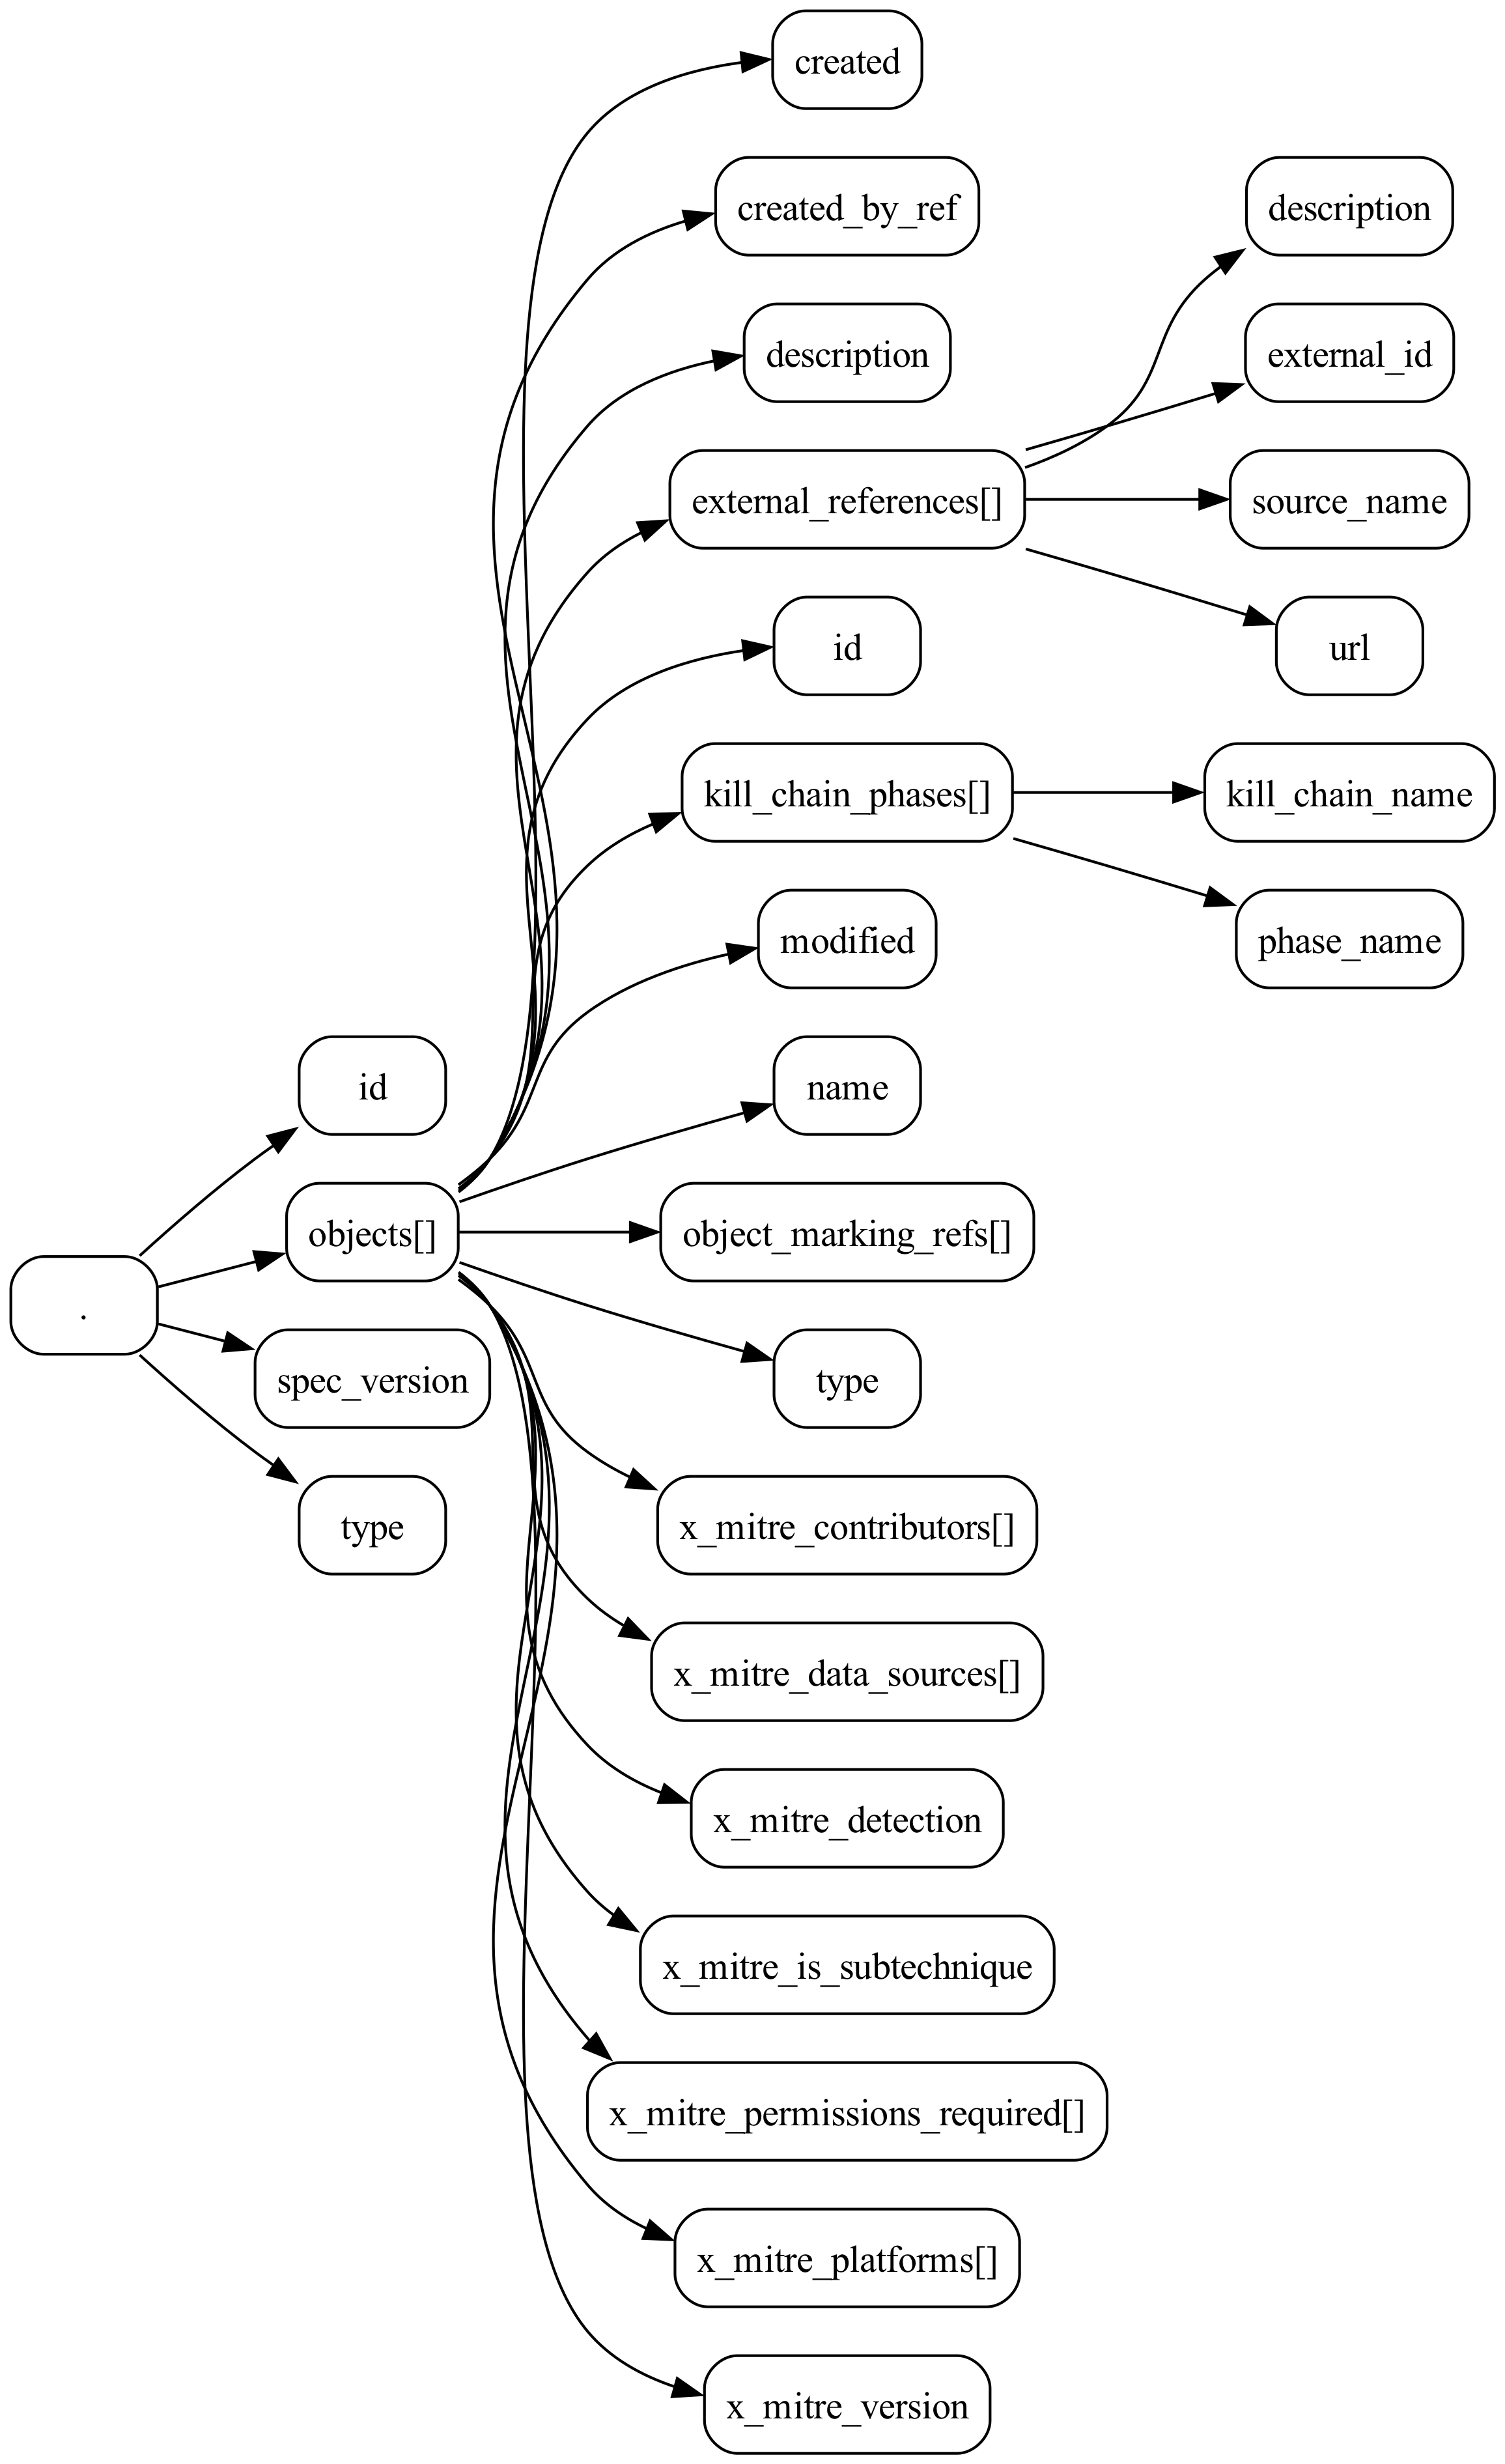 .
id
objects[]
spec_version
type
created
created_by_ref
description
external_references[]
id
kill_chain_phases[]
modified
name
object_marking_refs[]
type
x_mitre_contributors[]
x_mitre_data_sources[]
x_mitre_detection
x_mitre_is_subtechnique
x_mitre_permissions_required[]
x_mitre_platforms[]
x_mitre_version
description
external_id
source_name
url
kill_chain_name
phase_name